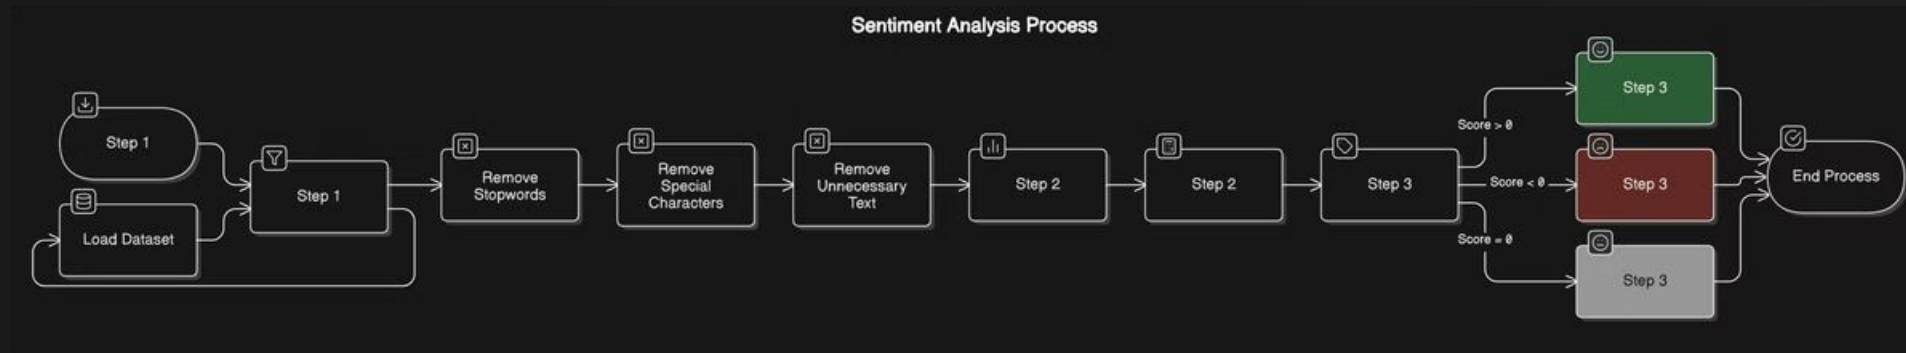 Sentiment Analysis Process
Step 1
Load Dataset
Step 1
Remove
Stopwords
Remove
Special
Characters
Remove
Unnecessary
Text
Step 2
Step 2
Step 3
Score > 0
Score < 0
Score = 0
Step 3
Step 3
Step 3
End Process